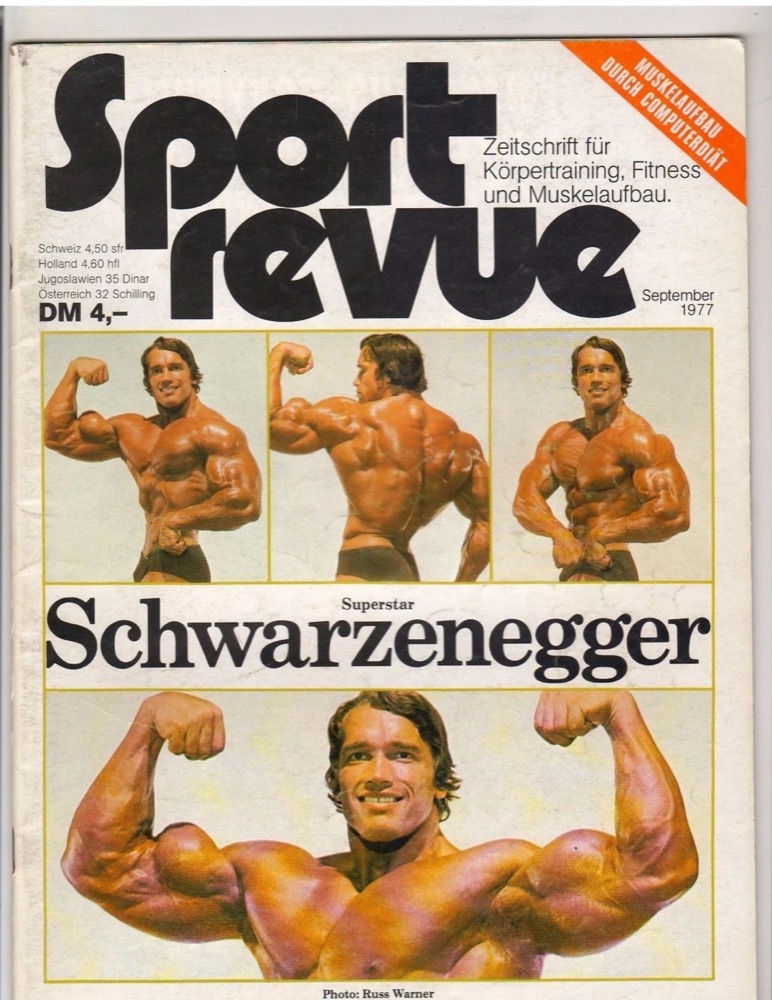 Sport
revue
MUSKELAUFBAU
DURCH COMPUTERDIÄT
Zeitschrift für
Körpertraining, Fitness
und Muskelaufbau.
Schweiz 4,50 sfr
Holland 4,60 hfl
Jugoslawien 35 Dinar
Österreich 32 Schilling
DM 4,–
September
1977
Superstar
Schwarzenegger
Photo: Russ Warner